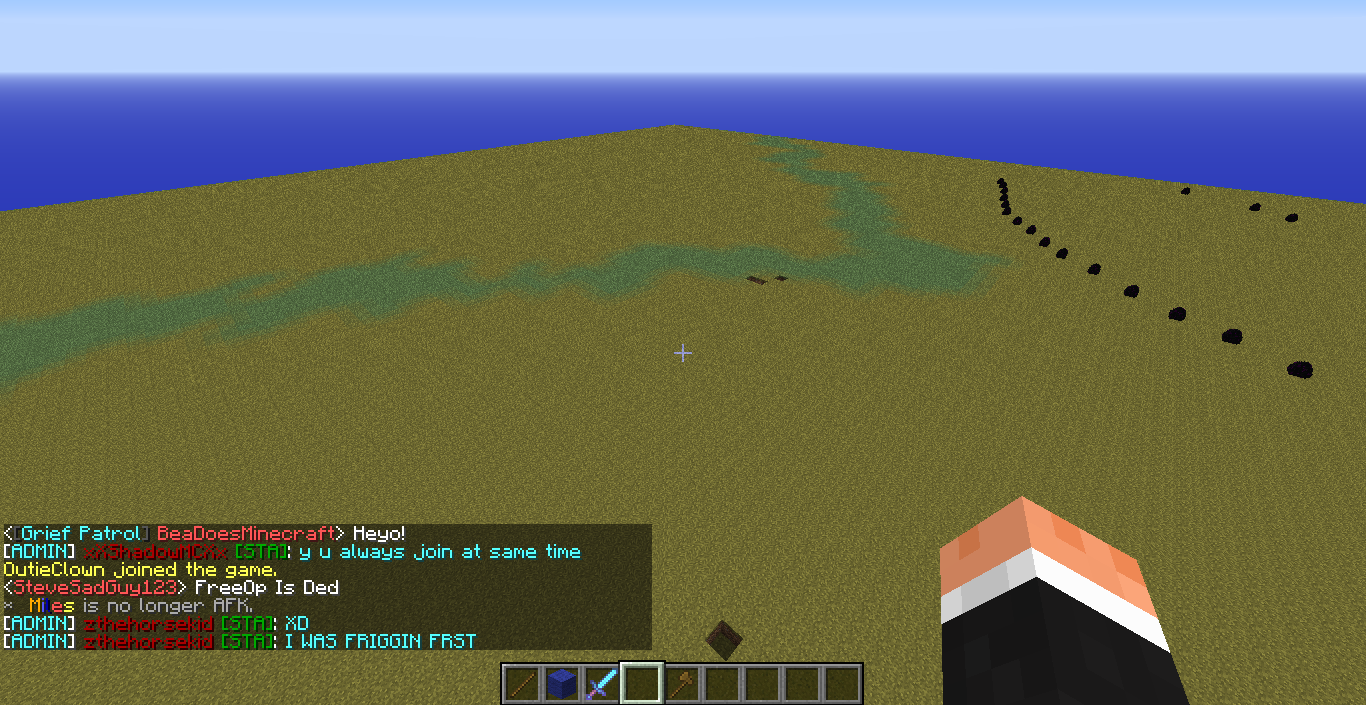 <[Grief Patrol] BeaDoesMinecraft> Heyo!
[ADMIN] xXShadowMCXx [STA]: y u always join at same time
OutieClown joined the game.
<SteveSadGuy123> FreeOp Is Ded
* Miles is no longer AFK.
[ADMIN] zthehorsekid [STA]: XD
[ADMIN] zthehorsekid [STA]: I WAS FRIGGIN FRST